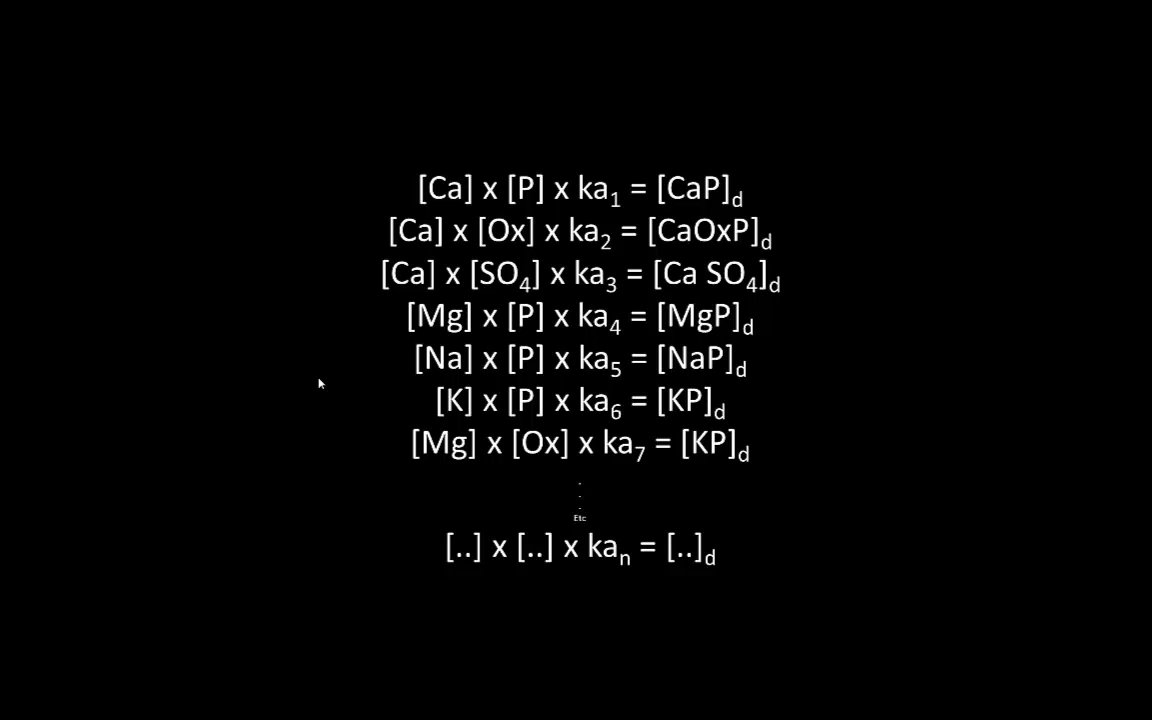 [Ca] x [P] x ka₁ = [CaP]d
[Ca] x [Ox] x ka₂ = [CaOxP]d
[Ca] x [SO₄] x ka₃ = [Ca SO₄]d
[Mg] x [P] x ka₄ = [MgP]d
[Na] x [P] x ka₅ = [NaP]d
[K] x [P] x ka₆ = [KP]d
[Mg] x [Ox] x ka₇ = [KP]d
.
.
.
Etc
[..] x [..] x kaₙ = [..]d